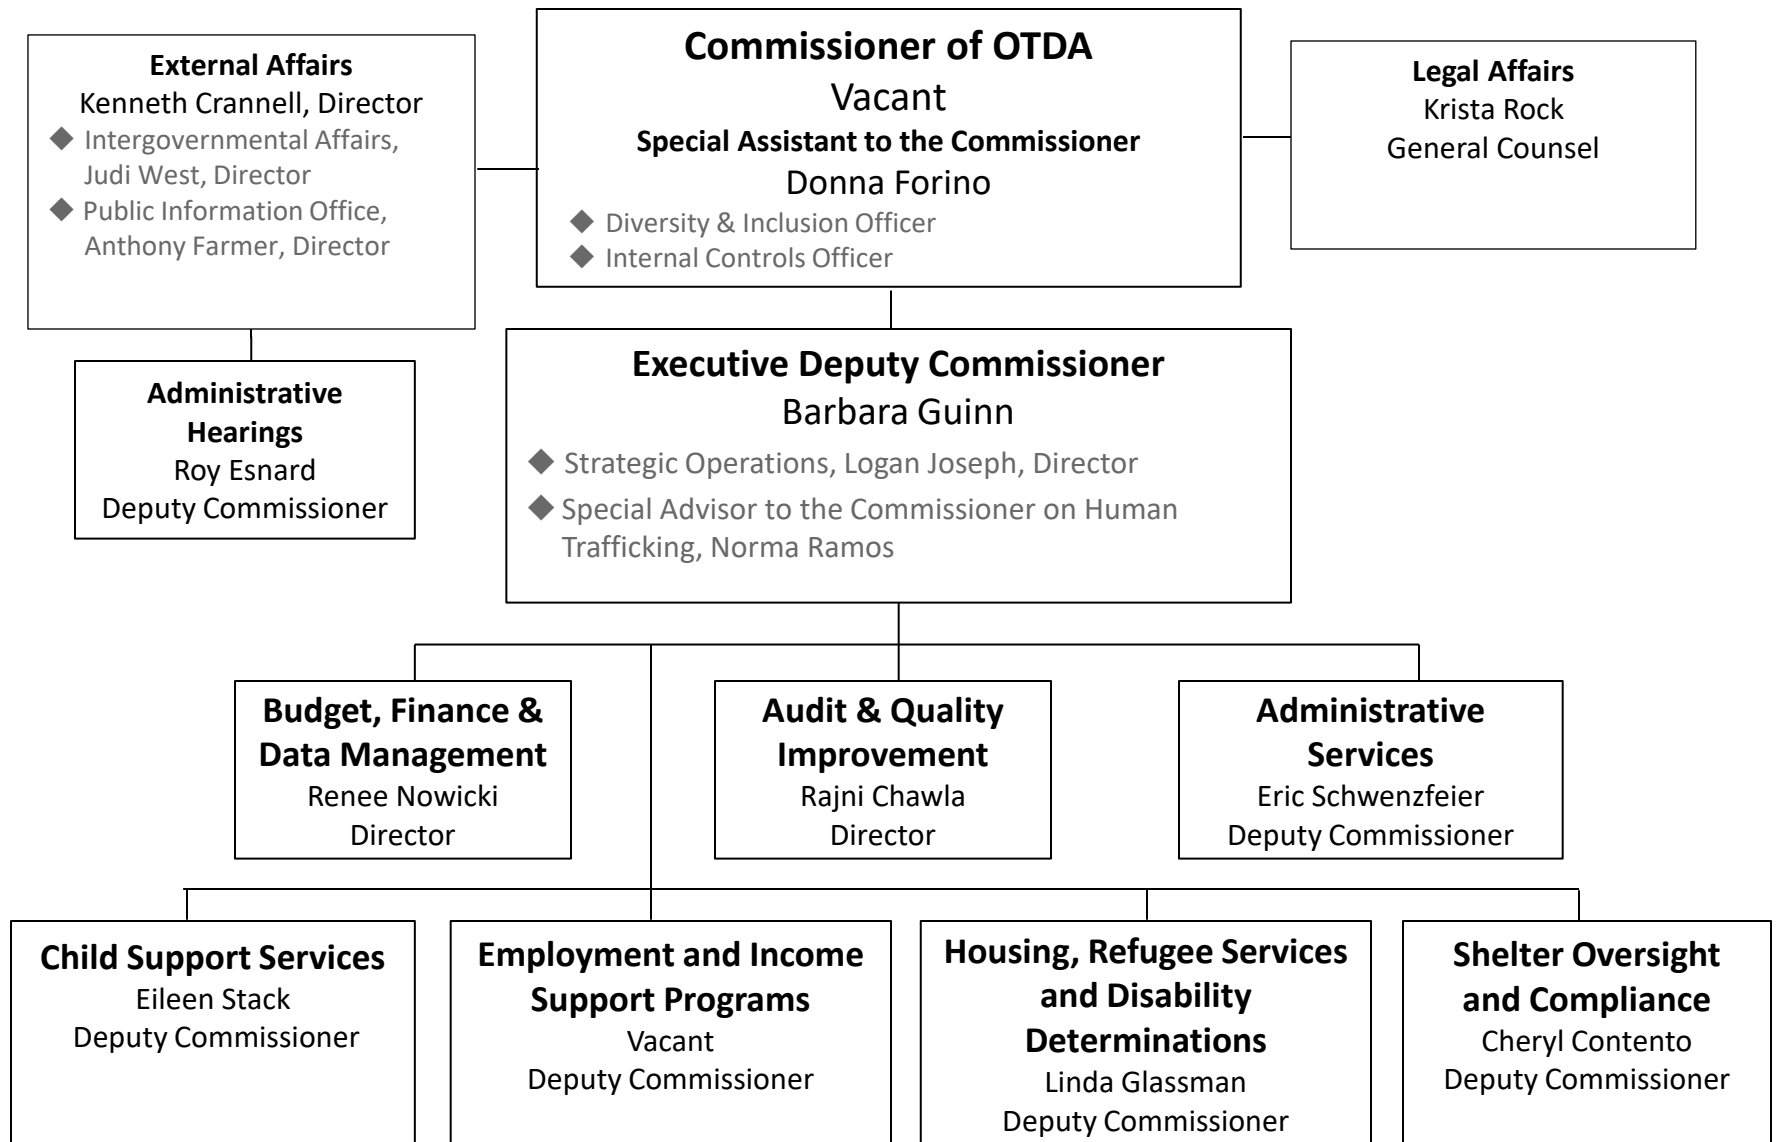 External Affairs
Kenneth Crannell, Director
◆ Intergovernmental Affairs,
Judi West, Director
◆ Public Information Office,
Anthony Farmer, Director
Commissioner of OTDA
Vacant
Special Assistant to the Commissioner
Donna Forino
◆ Diversity & Inclusion Officer
◆ Internal Controls Officer
Legal Affairs
Krista Rock
General Counsel
Administrative
Hearings
Roy Esnard
Deputy Commissioner
Executive Deputy Commissioner
Barbara Guinn
◆ Strategic Operations, Logan Joseph, Director
◆ Special Advisor to the Commissioner on Human
Trafficking, Norma Ramos
Budget, Finance &
Data Management
Renee Nowicki
Director
Audit & Quality
Improvement
Rajni Chawla
Director
Administrative
Services
Eric Schwenzfeier
Deputy Commissioner
Child Support Services
Eileen Stack
Deputy Commissioner
Employment and Income
Support Programs
Vacant
Deputy Commissioner
Housing, Refugee Services
and Disability
Determinations
Linda Glassman
Deputy Commissioner
Shelter Oversight
and Compliance
Cheryl Contento
Deputy Commissioner